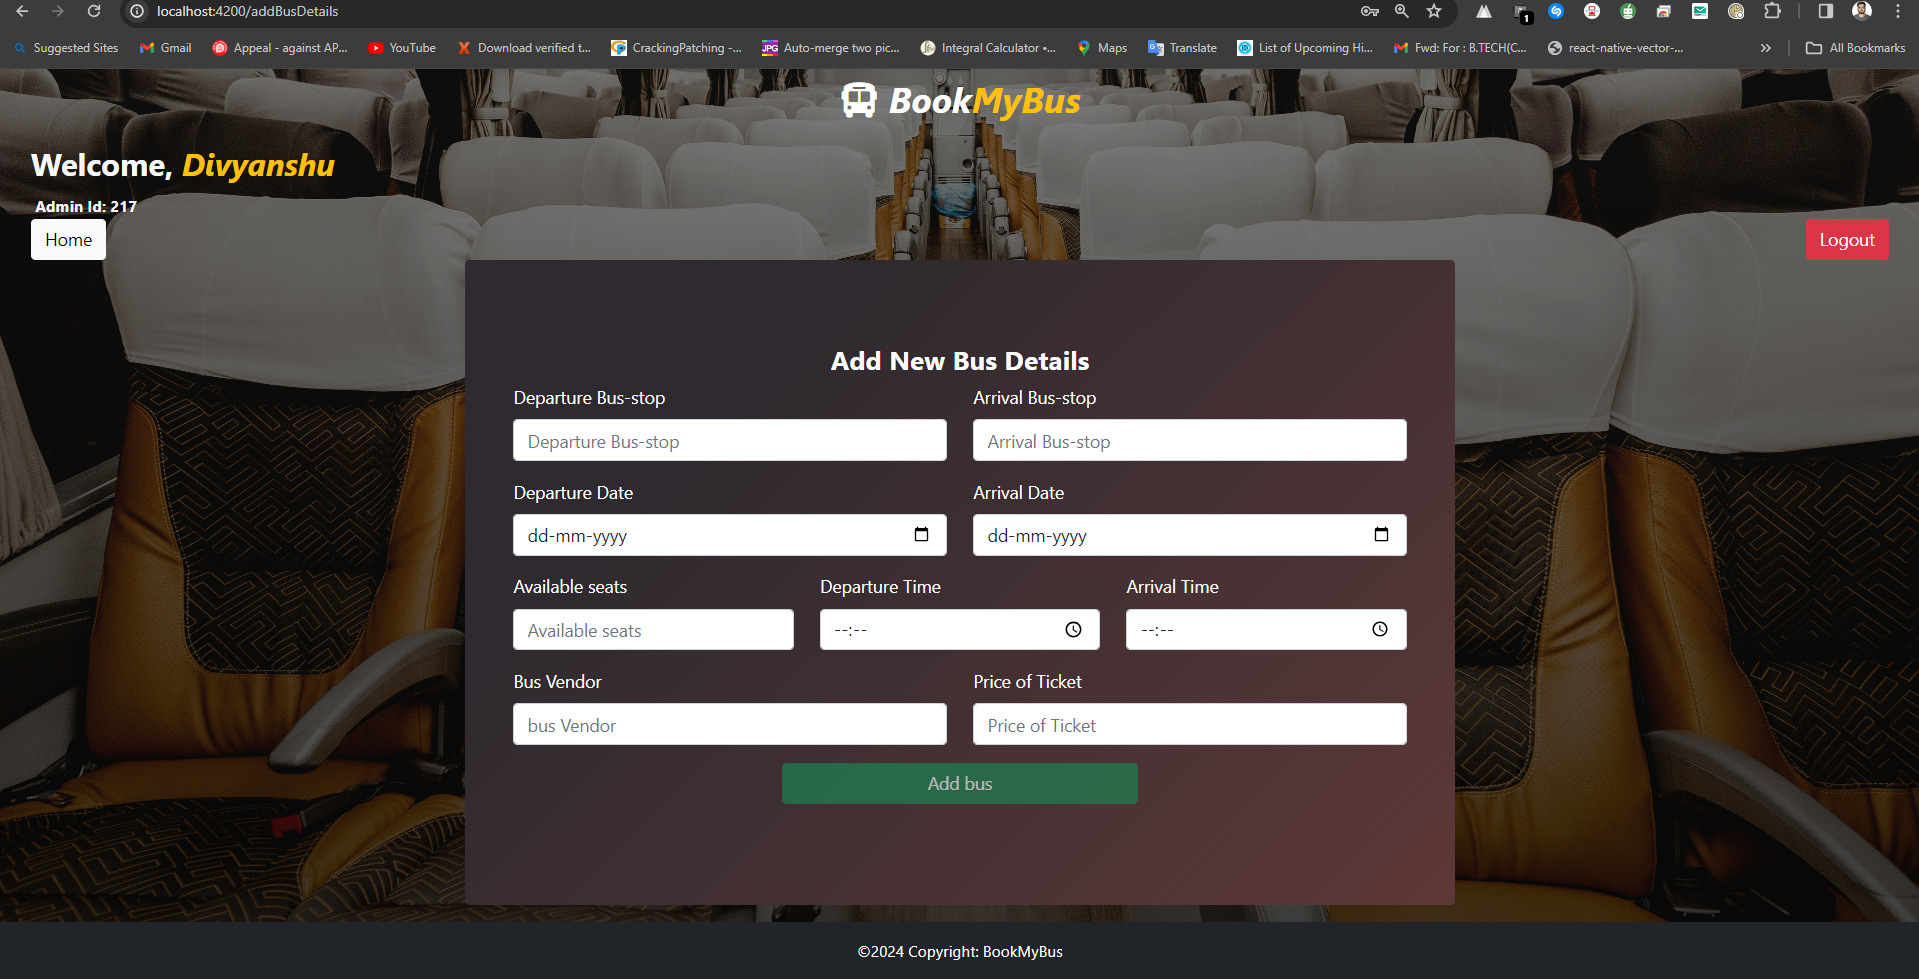 localhost:4200/addBusDetails
1
Suggested Sites
Gmail
Appeal - against AP...
YouTube
Download verified t...
CrackingPatching -...
JPG
Auto-merge two pic...
Integral Calculator •...
Maps
Translate
List of Upcoming Hi...
Fwd: For : B.TECH(C...
react-native-vector-...
»
All Bookmarks
BookMyBus
Welcome, Divyanshu
Admin Id: 217
Home
Logout
Add New Bus Details
Departure Bus-stop
Arrival Bus-stop
Departure Bus-stop
Arrival Bus-stop
Departure Date
Arrival Date
dd-mm-yyyy
dd-mm-yyyy
Available seats
Departure Time
Arrival Time
Available seats
--:--
--:--
Bus Vendor
Price of Ticket
bus Vendor
Price of Ticket
Add bus
©2024 Copyright: BookMyBus